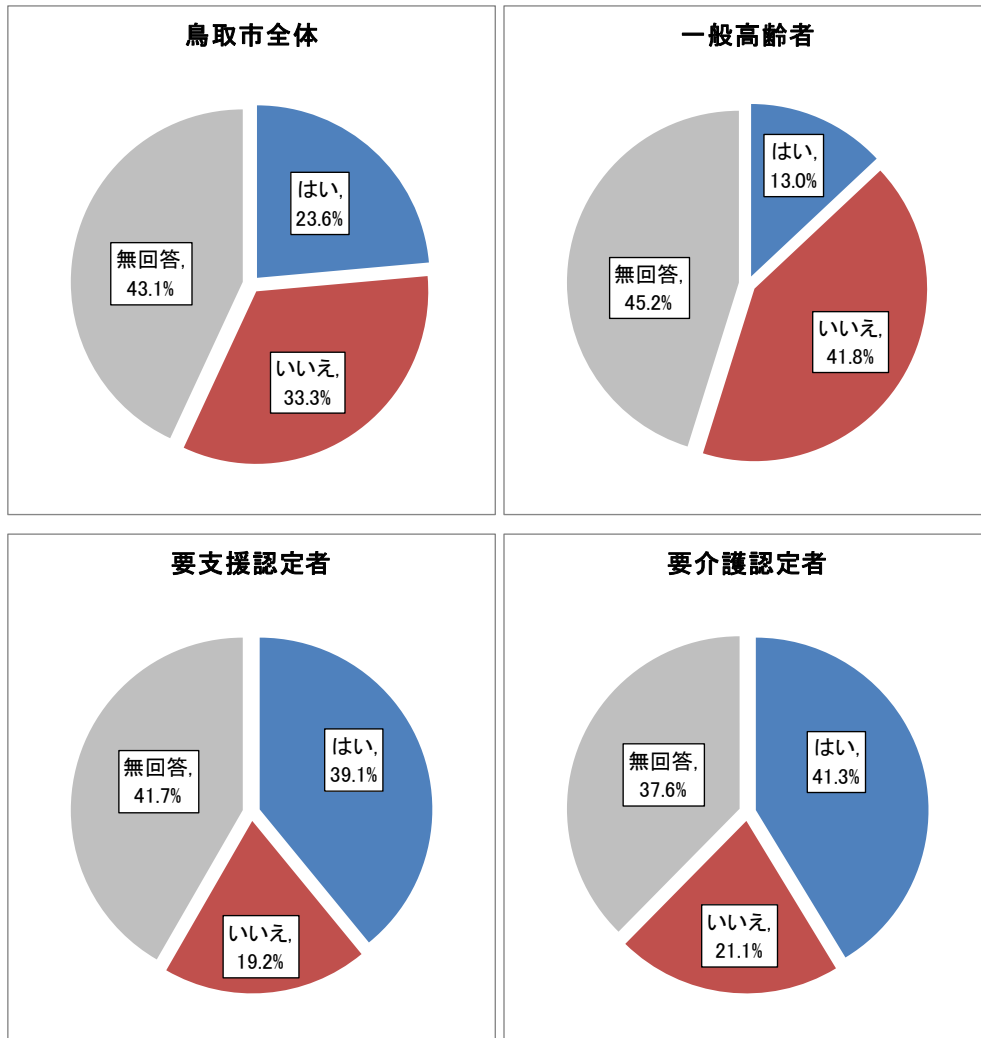 鳥取市全体
はい,
23.6%
いいえ,
33.3%
無回答,
43.1%
一般高齢者
はい,
13.0%
いいえ,
41.8%
無回答,
45.2%
要支援認定者
はい,
39.1%
いいえ,
19.2%
無回答,
41.7%
要介護認定者
はい,
41.3%
いいえ,
21.1%
無回答,
37.6%